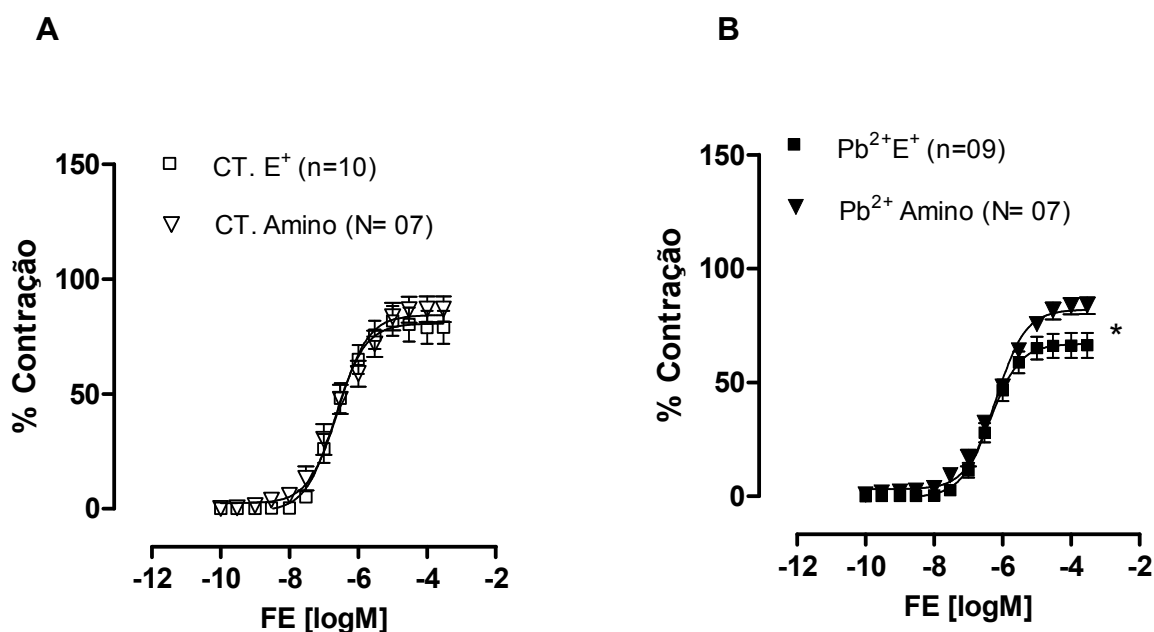 A
150
100
50
0
% Contração
CT. E⁺ (n=10)
CT. Amino (N= 07)
-12 -10 -8 -6 -4 -2
FE [logM]
B
150
100
50
0
% Contração
Pb²⁺E⁺ (n=09)
Pb²⁺ Amino (N= 07)
*
-12 -10 -8 -6 -4 -2
FE [logM]